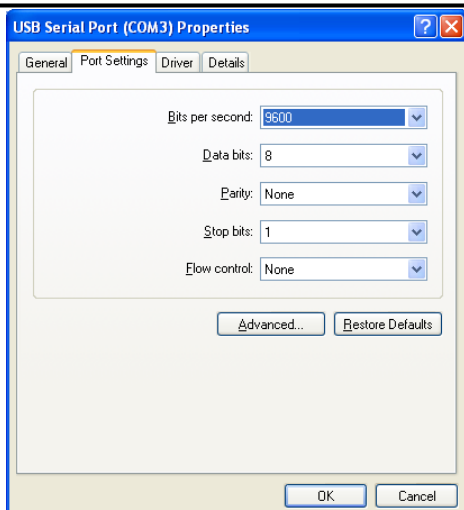 USB Serial Port (COM3) Properties
General Port Settings Driver Details
Bits per second: 9600
Data bits: 8
Parity: None
Stop bits: 1
Flow control: None
Advanced... Restore Defaults
OK Cancel